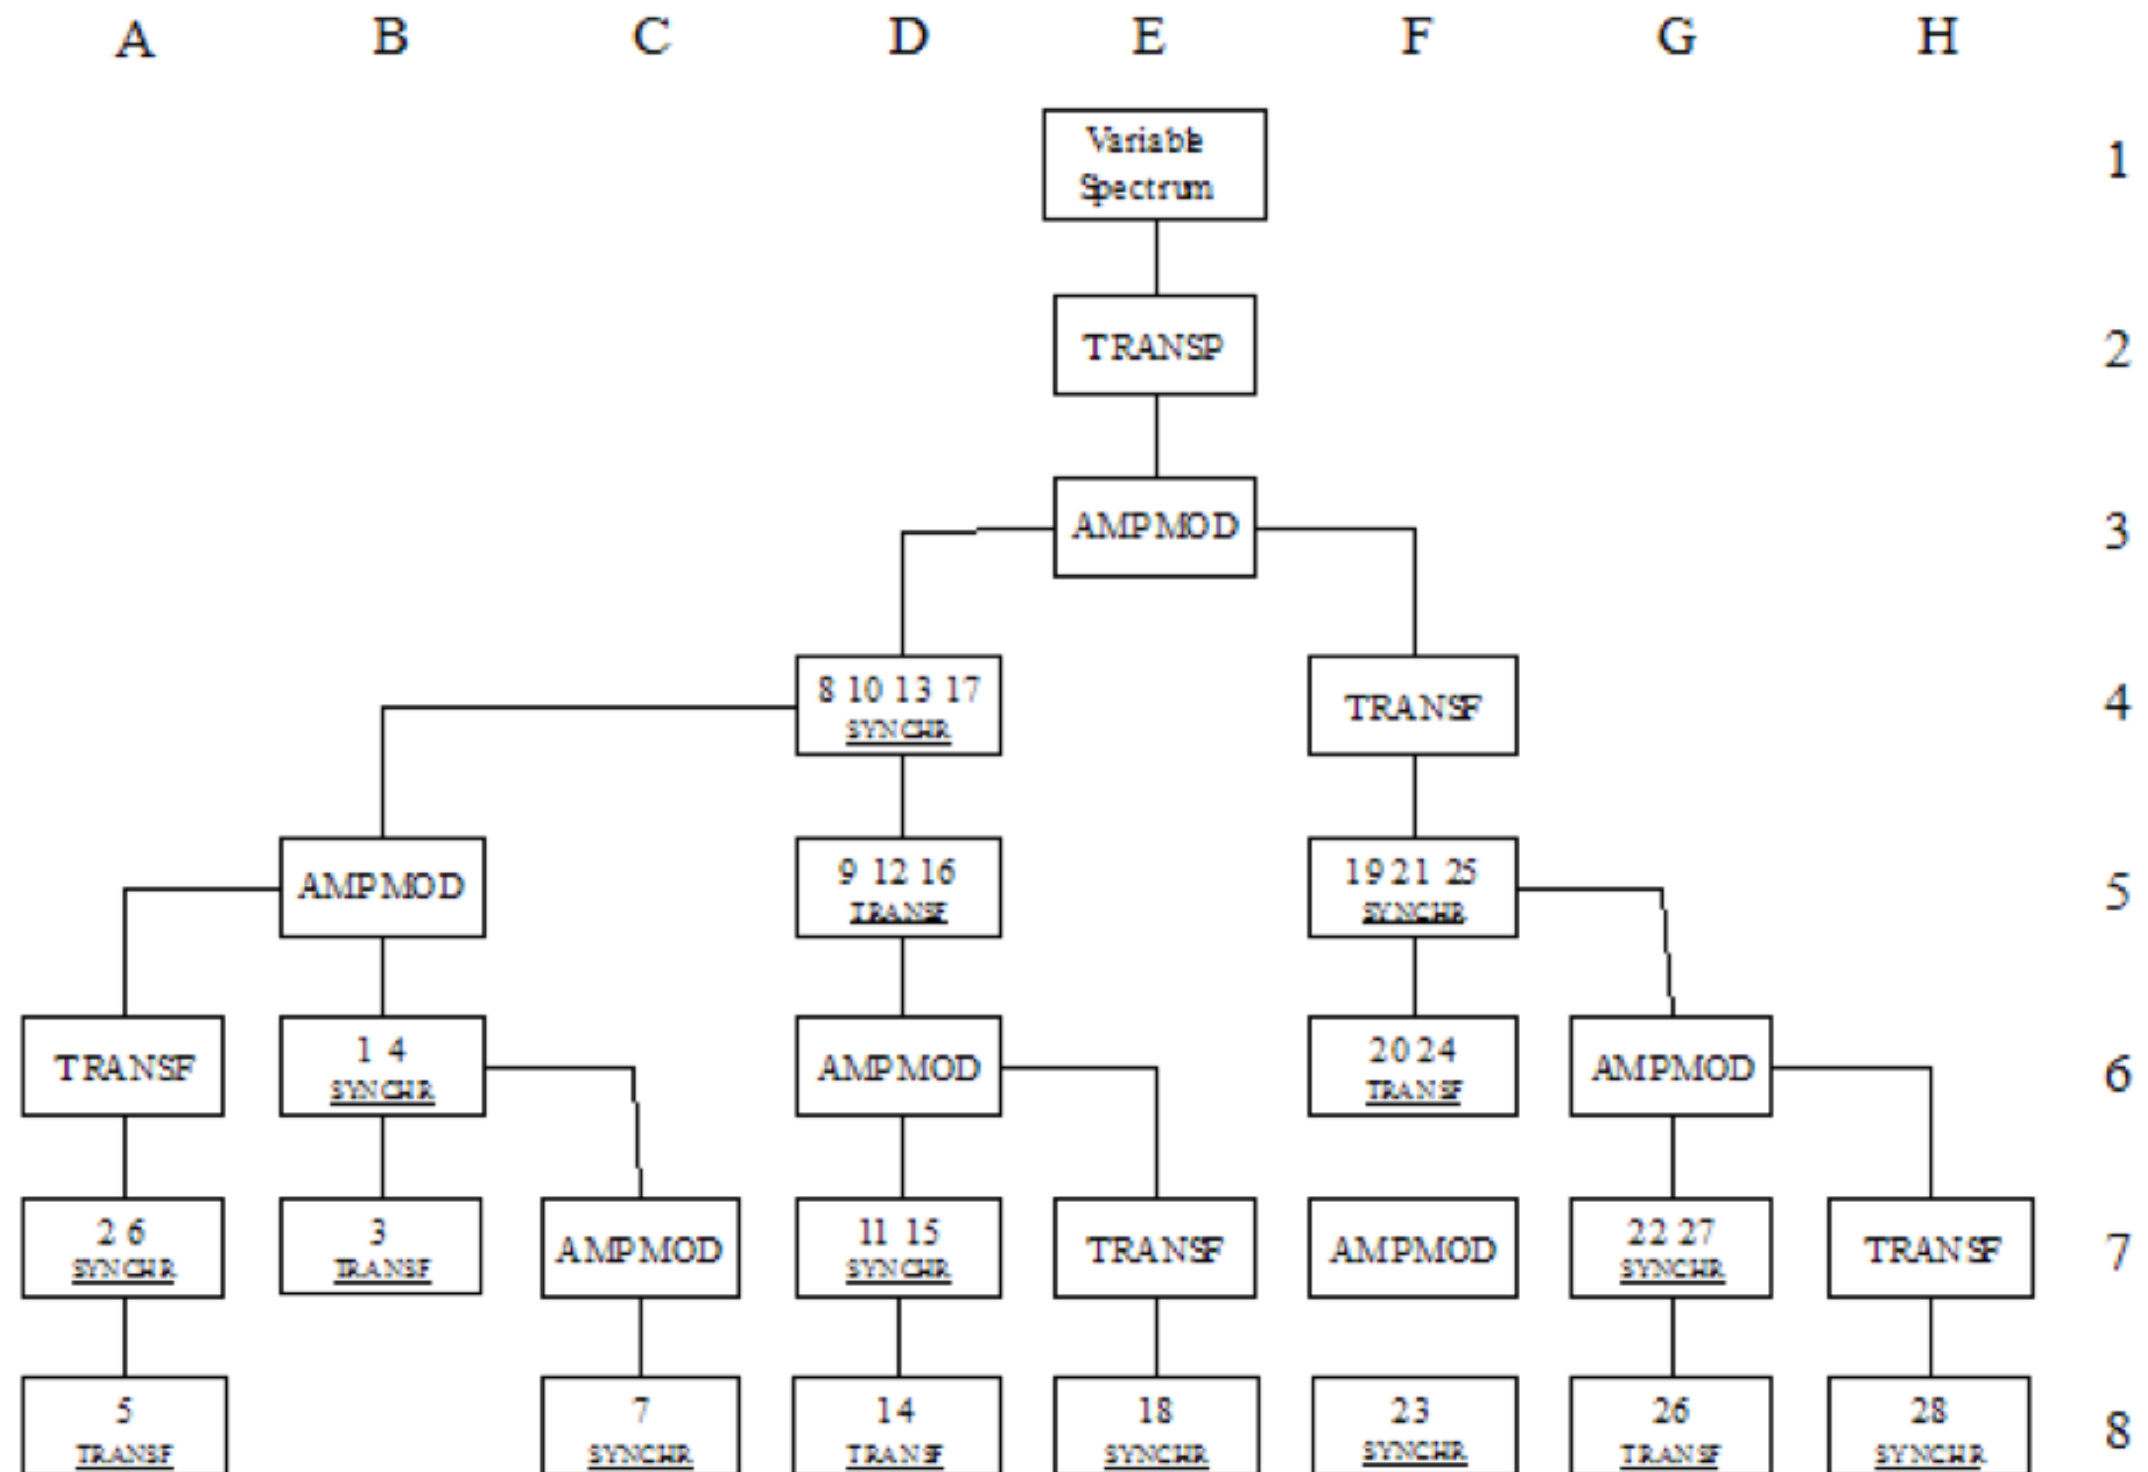 A B C D E F G H
Variable
Spectrum
1
TRANSP
2
AMPMOD
3
8 10 13 17
SYNCHR
TRANSF
4
AMPMOD
9 12 16
TRANSF
19 21 25
SYNCHR
5
TRANSF
1 4
SYNCHR
AMPMOD
20 24
TRANSF
AMPMOD
6
2 6
SYNCHR
3
TRANSF
AMPMOD
11 15
SYNCHR
TRANSF
AMPMOD
22 27
SYNCHR
TRANSF
7
5
TRANSF
7
SYNCHR
14
TRANSF
18
SYNCHR
23
SYNCHR
26
TRANSF
28
SYNCHR
8